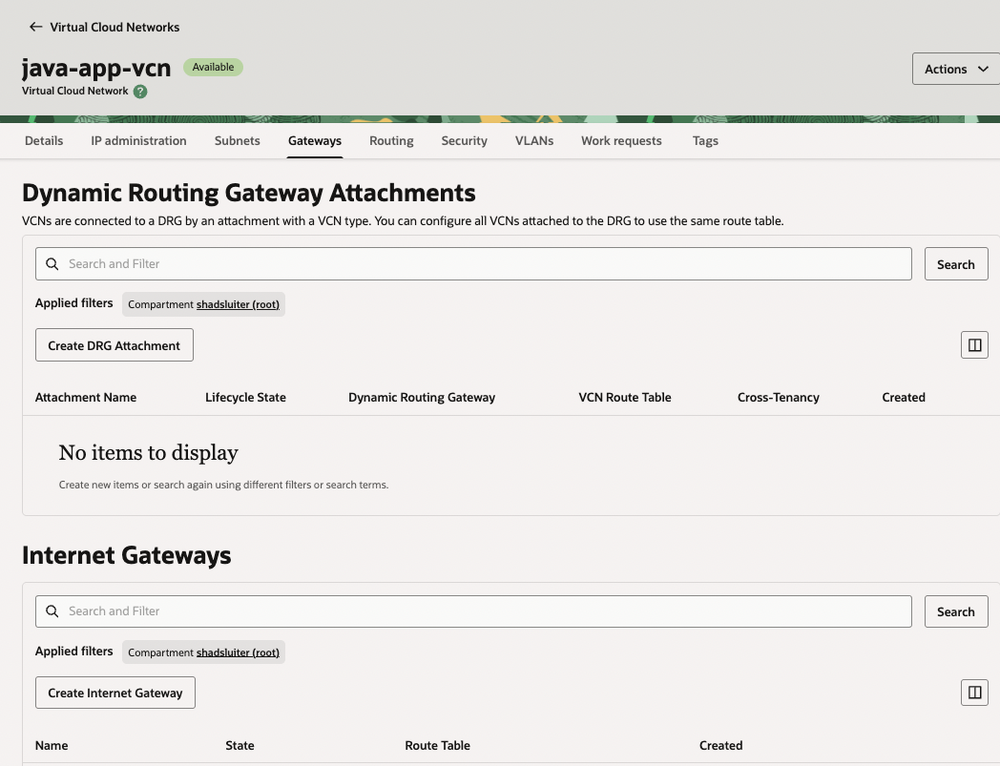 Virtual Cloud Networks
java-app-vcn Available
Actions
Virtual Cloud Network ?
Details IP administration Subnets Gateways Routing Security VLANs Work requests Tags
Dynamic Routing Gateway Attachments
VCNs are connected to a DRG by an attachment with a VCN type. You can configure all VCNs attached to the DRG to use the same route table.
Search and Filter Search
Applied filters Compartment shadsluiter (root)
Create DRG Attachment
Attachment Name Lifecycle State Dynamic Routing Gateway VCN Route Table Cross-Tenancy Created
No items to display
Create new items or search again using different filters or search terms.
Internet Gateways
Search and Filter Search
Applied filters Compartment shadsluiter (root)
Create Internet Gateway
Name State Route Table Created